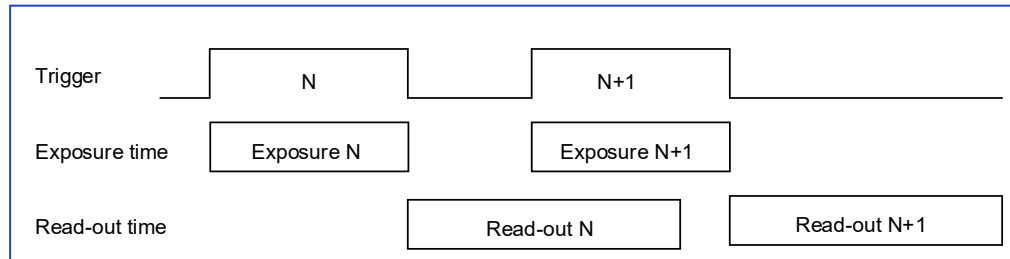 Trigger
N
N+1
Exposure time
Exposure N
Exposure N+1
Read-out time
Read-out N
Read-out N+1